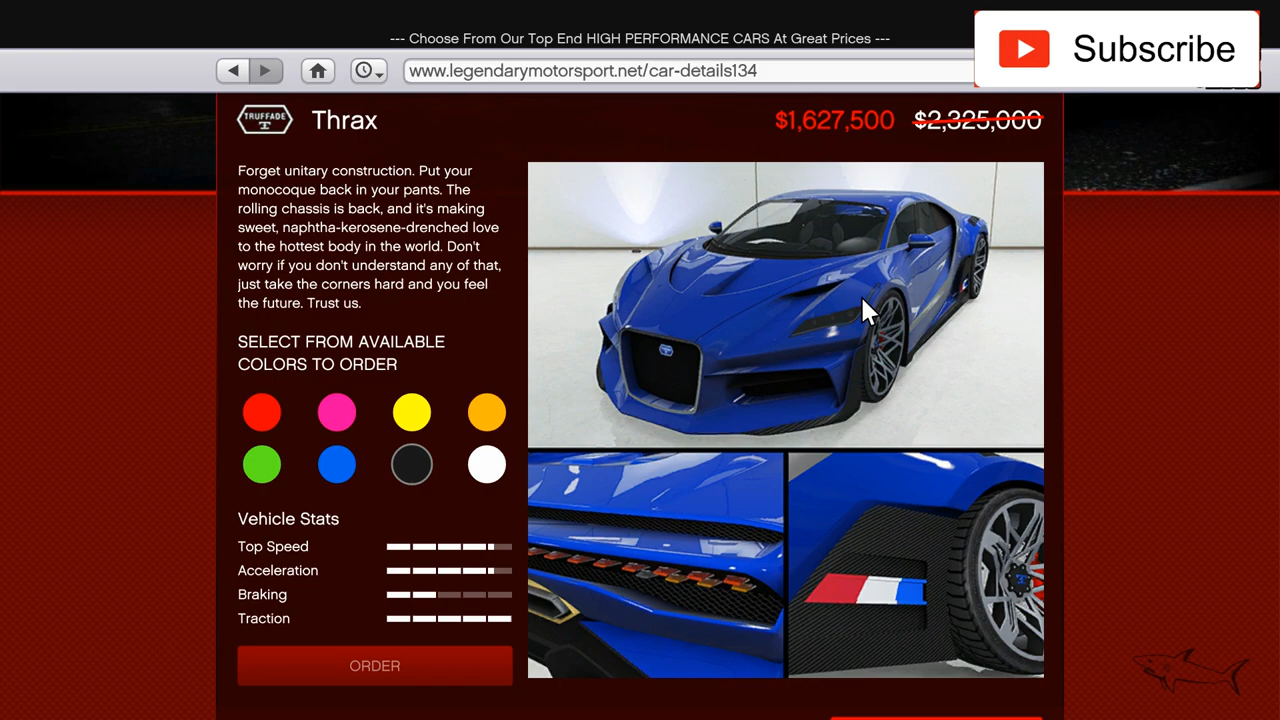 --- Choose From Our Top End HIGH PERFORMANCE CARS At Great Prices ---
Subscribe
www.legendarymotorsport.net/car-details134
TRUFFADE
T
Thrax
$1,627,500
$2,325,000
Forget unitary construction. Put your
monocoque back in your pants. The
rolling chassis is back, and it's making
sweet, naphtha-kerosene-drenched love
to the hottest body in the world. Don't
worry if you don't understand any of that,
just take the corners hard and you feel
the future. Trust us.
SELECT FROM AVAILABLE
COLORS TO ORDER
Vehicle Stats
Top Speed
Acceleration
Braking
Traction
ORDER